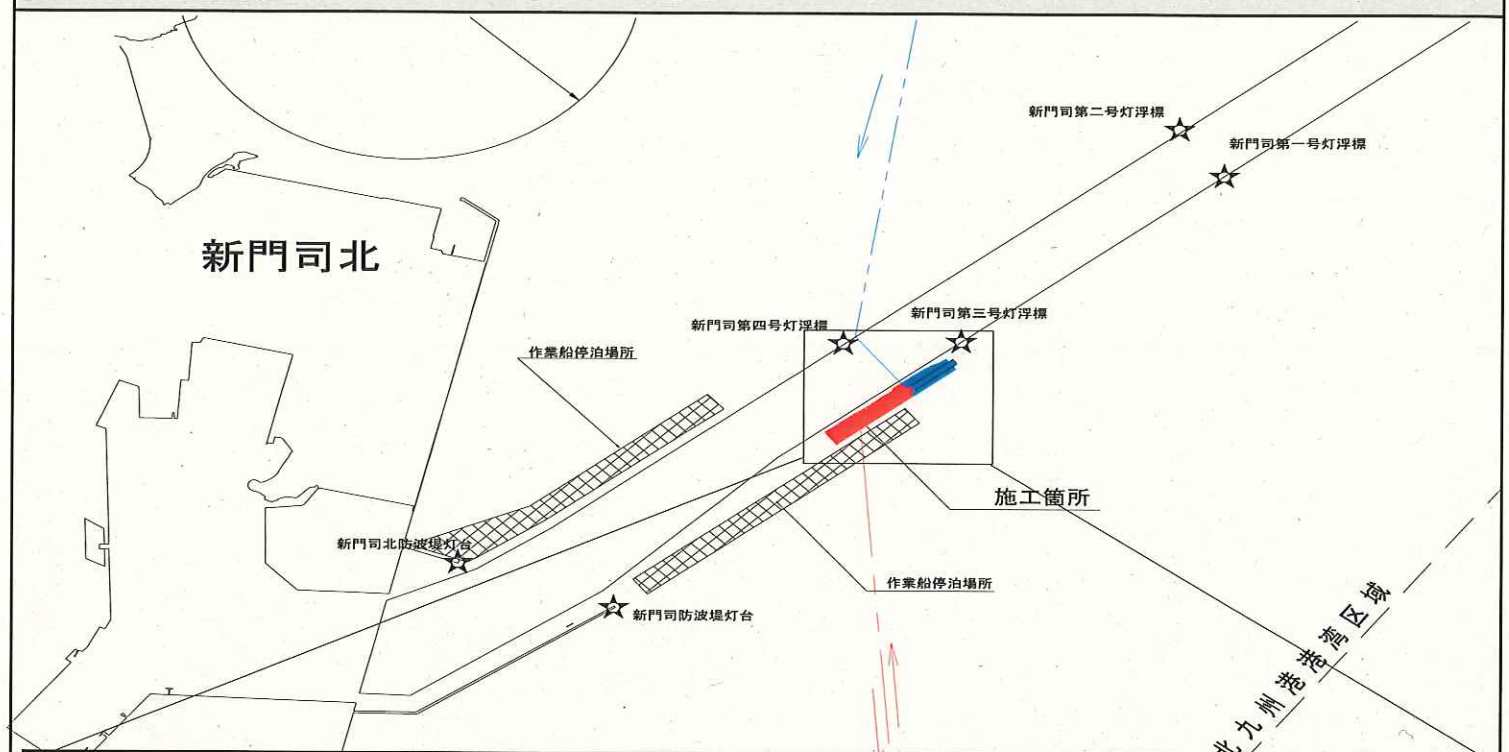 新門司第二号灯浮標
新門司第一号灯浮標
新門司北
新門司第四号灯浮標
新門司第三号灯浮標
作業船停泊場所
施工箇所
新門司北防波堤灯台
作業船停泊場所
新門司防波堤灯台
北九州港港湾区域